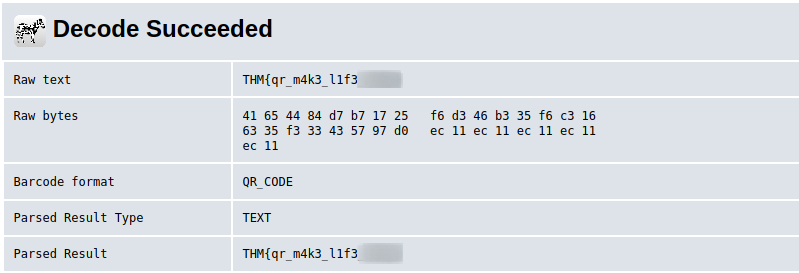 Decode Succeeded
Raw text THM{qr_m4k3_l1f3
Raw bytes 41 65 44 84 d7 b7 17 25 f6 d3 46 b3 35 f6 c3 16
63 35 f3 33 43 57 97 d0 ec 11 ec 11 ec 11 ec 11
ec 11
Barcode format QR_CODE
Parsed Result Type TEXT
Parsed Result THM{qr_m4k3_l1f3